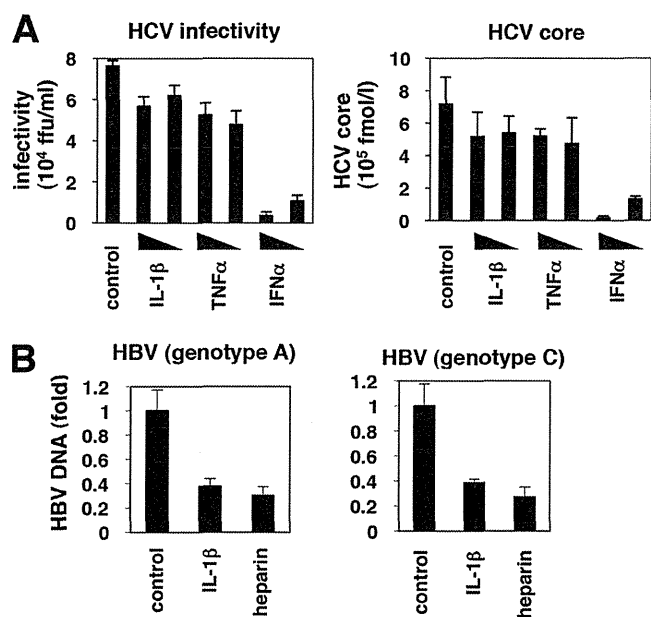 A
HCV infectivity
HCV core
infectivity
(10⁴ ffu/ml)
8
6
4
2
0
control
IL-1β
TNFα
IFNα
HCV core
(10⁵ fmol/l)
10
8
6
4
2
0
control
IL-1β
TNFα
IFNα
B
HBV (genotype A)
HBV (genotype C)
HBV DNA (fold)
1.2
1
0.8
0.6
0.4
0.2
0
control
IL-1β
heparin
1.2
1
0.8
0.6
0.4
0.2
0
control
IL-1β
heparin